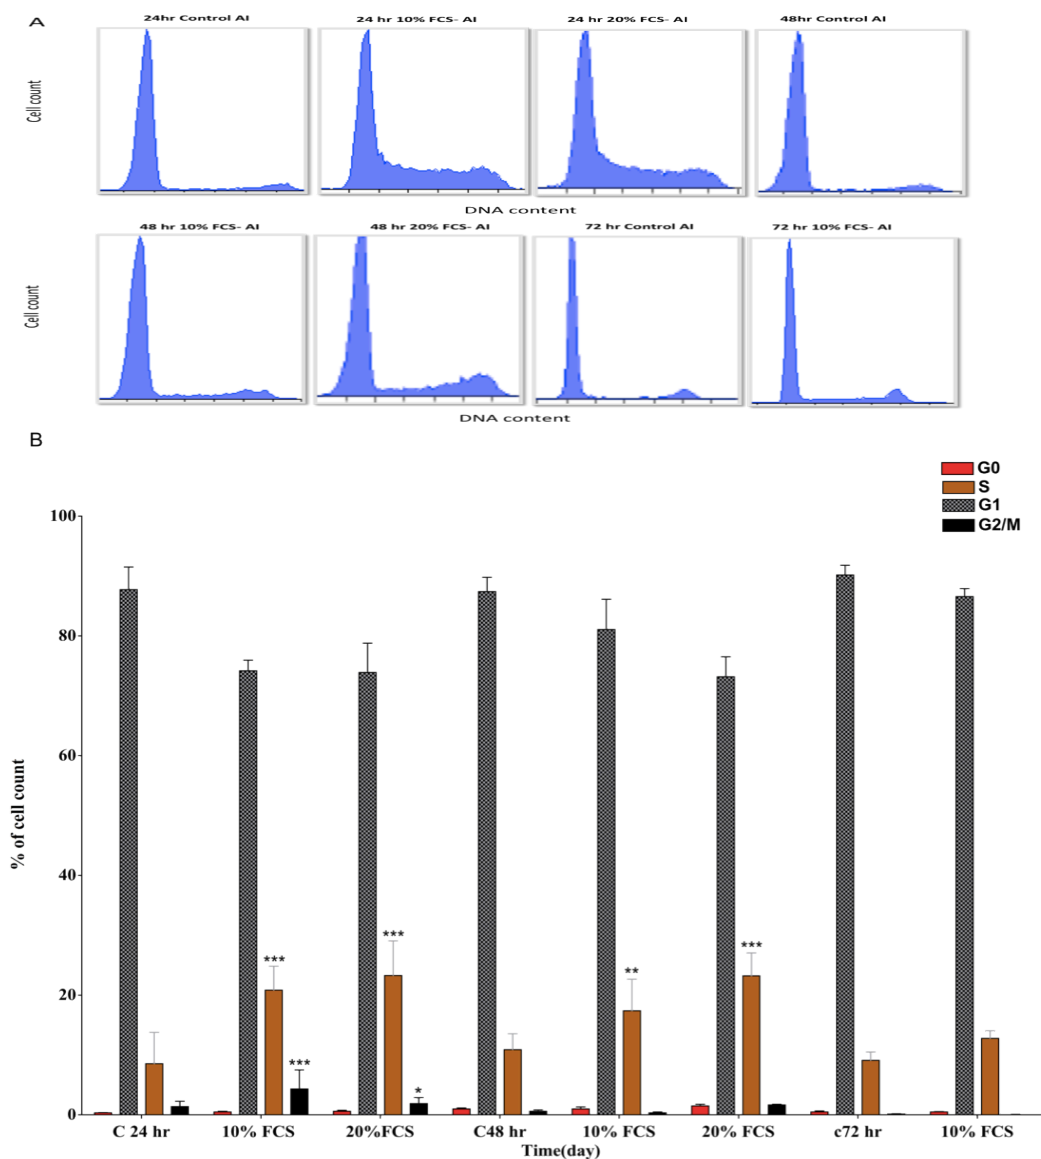 A
24hr Control AI
24 hr 10% FCS- AI
24 hr 20% FCS- AI
48hr Control AI
Cell count
DNA content
48 hr 10% FCS- AI
48 hr 20% FCS- AI
72 hr Control AI
72 hr 10% FCS- AI
Cell count
DNA content
B
G0
S
G1
G2/M
100
80
60
40
20
0
% of cell count
***
***
***
*
**
***
C 24 hr
10% FCS
20%FCS
C48 hr
10% FCS
20% FCS
c72 hr
10% FCS
Time(day)